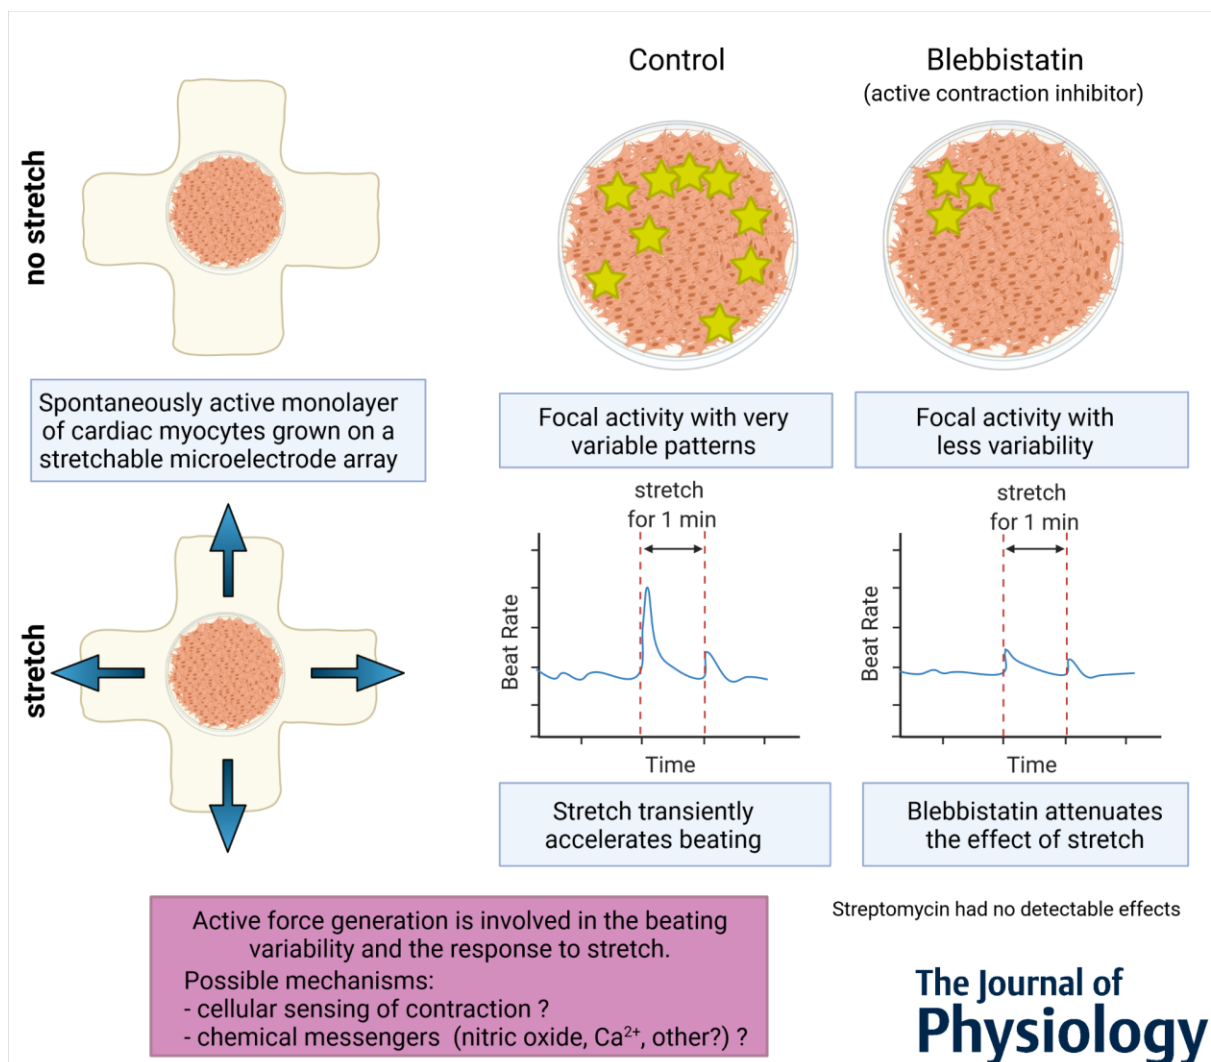 Control
Blebbistatin
(active contraction inhibitor)
no stretch
Spontaneously active monolayer
of cardiac myocytes grown on a
stretchable microelectrode array
Focal activity with very
variable patterns
Focal activity with
less variability
stretch
stretch
for 1 min
Beat Rate
Time
stretch
for 1 min
Beat Rate
Time
Stretch transiently
accelerates beating
Blebbistatin attenuates
the effect of stretch
Active force generation is involved in the beating
variability and the response to stretch.
Possible mechanisms:
- cellular sensing of contraction ?
- chemical messengers (nitric oxide, Ca²⁺, other?) ?
Streptomycin had no detectable effects
The Journal of
Physiology